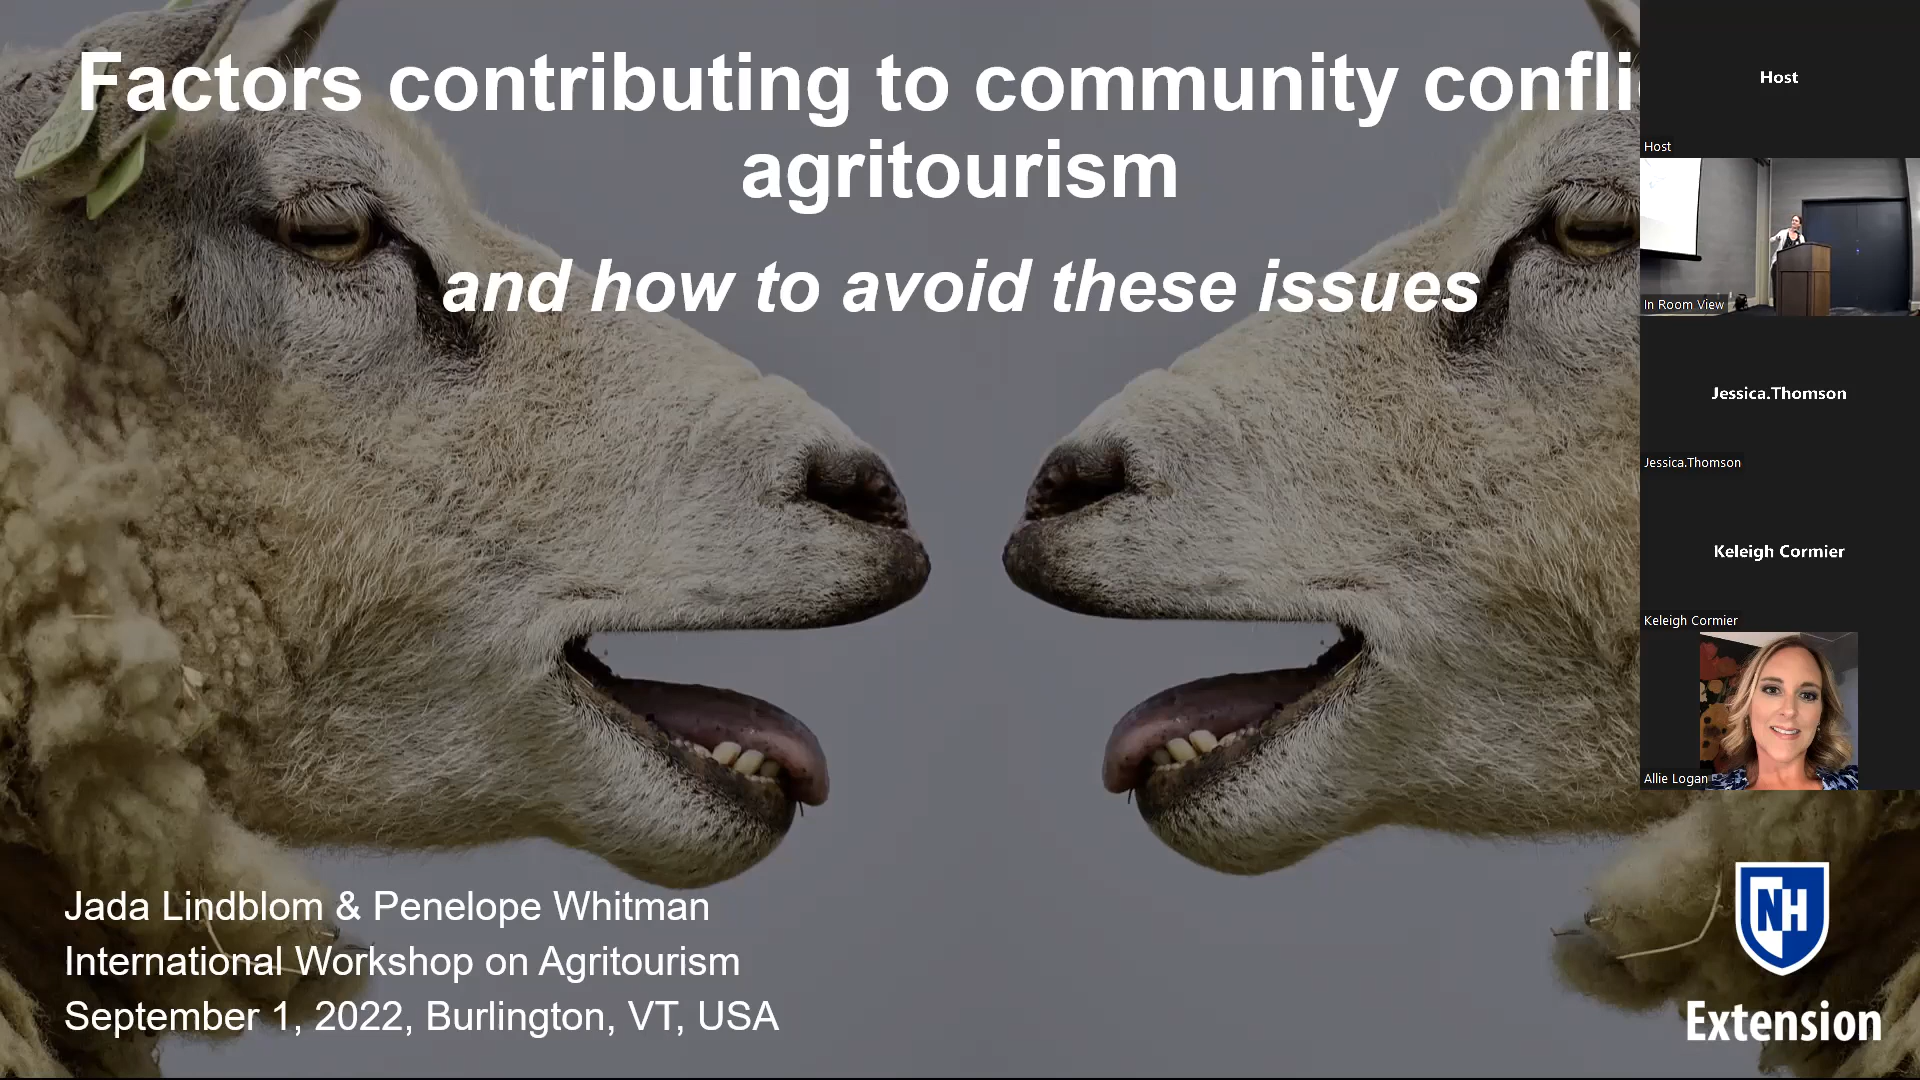 Factors contributing to community confli
agritourism
and how to avoid these issues
Jada Lindblom & Penelope Whitman
International Workshop on Agritourism
September 1, 2022, Burlington, VT, USA
Host
Host
In Room View
Jessica.Thomson
Jessica.Thomson
Keleigh Cormier
Keleigh Cormier
Allie Logan
NH
Extension